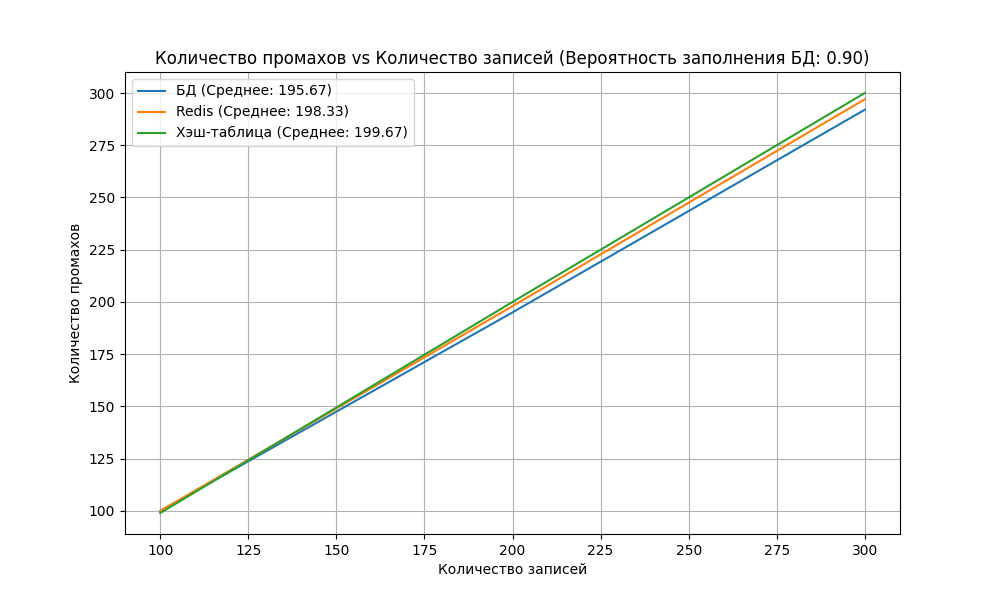 Количество промахов vs Количество записей (Вероятность заполнения БД: 0.90)
БД (Среднее: 195.67)
Redis (Среднее: 198.33)
Хэш-таблица (Среднее: 199.67)
Количество промахов
300
275
250
225
200
175
150
125
100
100 125 150 175 200 225 250 275 300
Количество записей